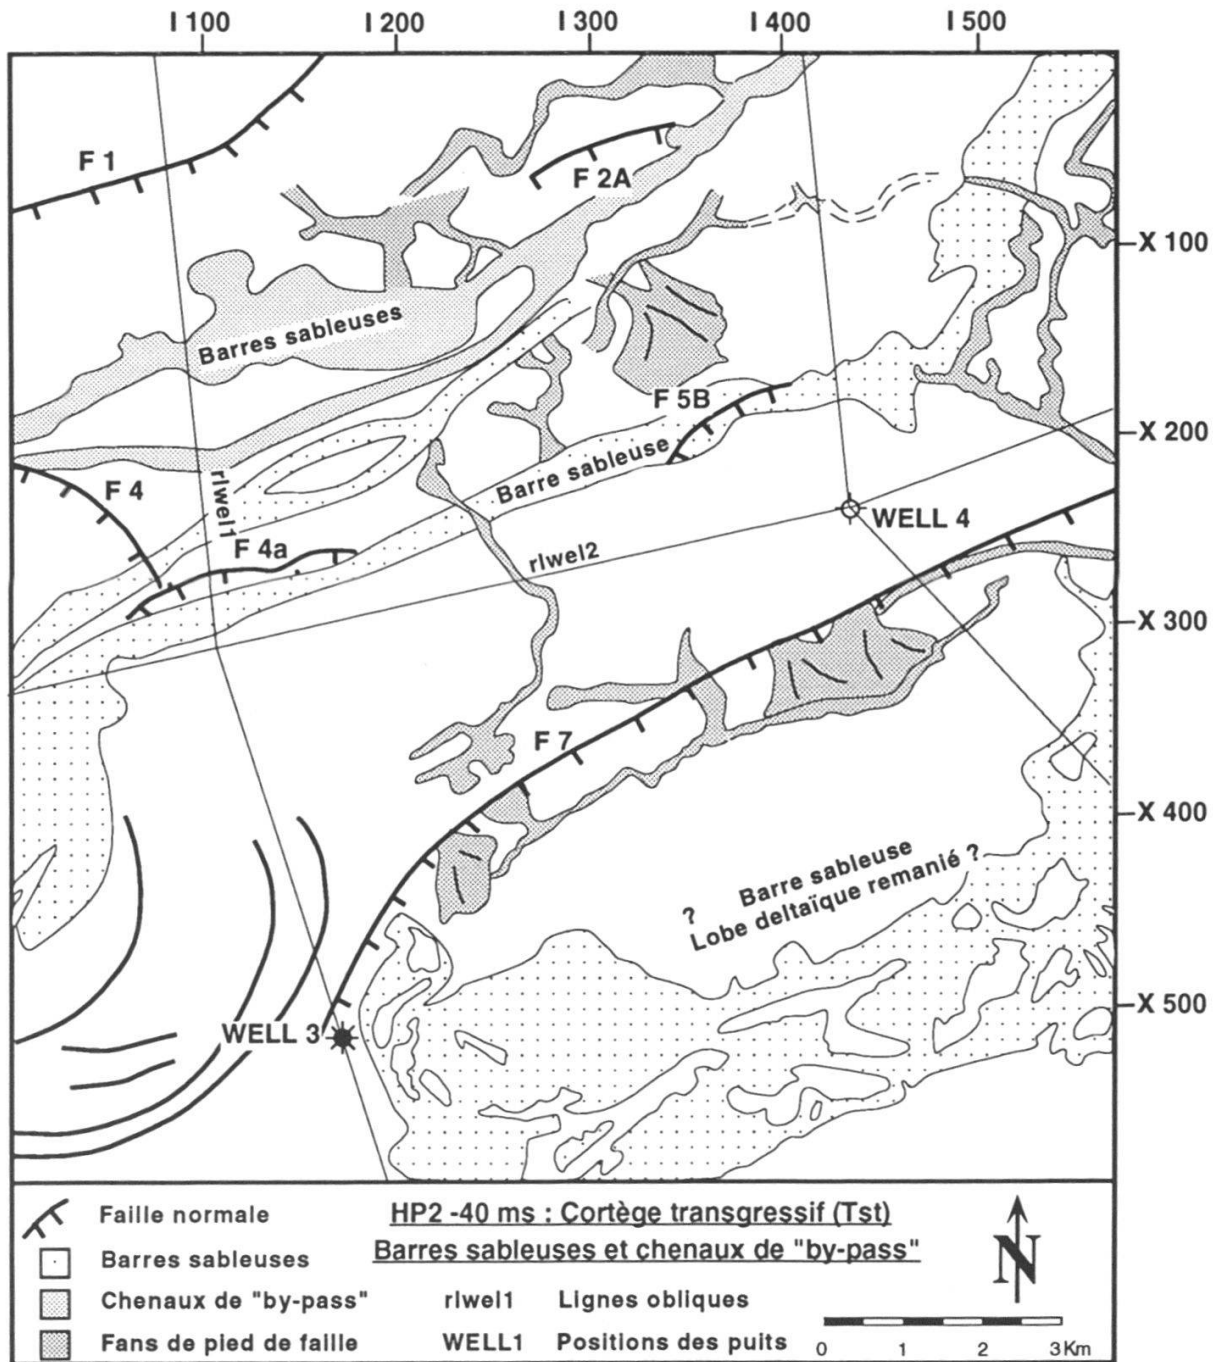 I 100 I 200 I 300 I 400 I 500
F 1
F 2A
X 100
Barres sableuses
F 5B
X 200
F 4
rlwel1
Barre sableuse
WELL 4
F 4a
rlwel2
X 300
F 7
X 400
? Barre sableuse
Lobe deltaïque remanié ?
X 500
WELL 3
Faille normale
HP2 -40 ms : Cortège transgressif (Tst)
Barres sableuses
Barres sableuses et chenaux de "by-pass"
N
Chenaux de "by-pass"
rlwel1 Lignes obliques
Fans de pied de faille
WELL1 Positions des puits
0 1 2 3 Km